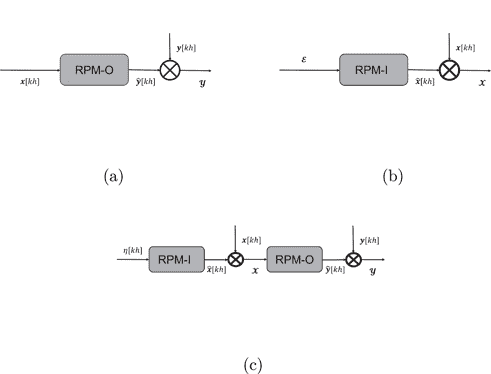 y[kh]
x[kh]
RPM-O
ỹ[kh]
x[kh]
y
ε
RPM-I
x̃[kh]
x
(a)
(b)
x[kh]
y[kh]
η[kh]
RPM-I
x̃[kh]
x
RPM-O
ỹ[kh]
y
(c)